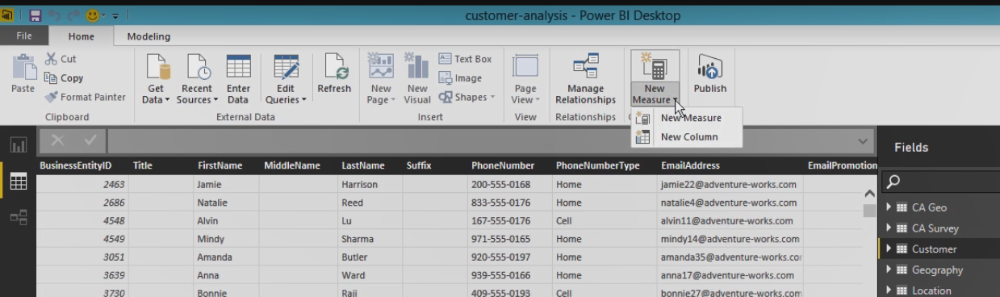 customer-analysis - Power BI Desktop
File Home Modeling
Paste
Cut
Copy
Format Painter
Clipboard
Get Data
Recent Sources
Enter Data
Edit Queries
Refresh
External Data
New Page
New Visual
Text Box
Image
Shapes
Insert
Page View
View
Manage Relationships
Relationships
New Measure
New Measure
New Column
Publish
BusinessEntityID Title FirstName MiddleName LastName Suffix PhoneNumber PhoneNumberType EmailAddress EmailPromotion
2463 Jamie Harrison 200-555-0168 Home jamie22@adventure-works.com
2686 Natalie Reed 833-555-0176 Home natalie4@adventure-works.com
4548 Alvin Lu 167-555-0176 Cell alvin11@adventure-works.com
4549 Mindy Sharma 971-555-0165 Home mindy14@adventure-works.com
3051 Amanda Butler 920-555-0197 Home amanda35@adventure-works.cor
3639 Anna Ward 939-555-0166 Home anna17@adventure-works.com
3730 Bonnie Raji 409-555-0193 Cell bonnie27@adventure-works.com
Fields
CA Geo
CA Survey
Customer
Geography
Location